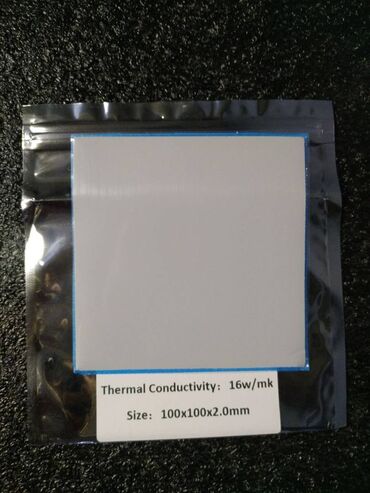 Thermal Conductivity： 16w/mk
Size： 100x100x2.0mm